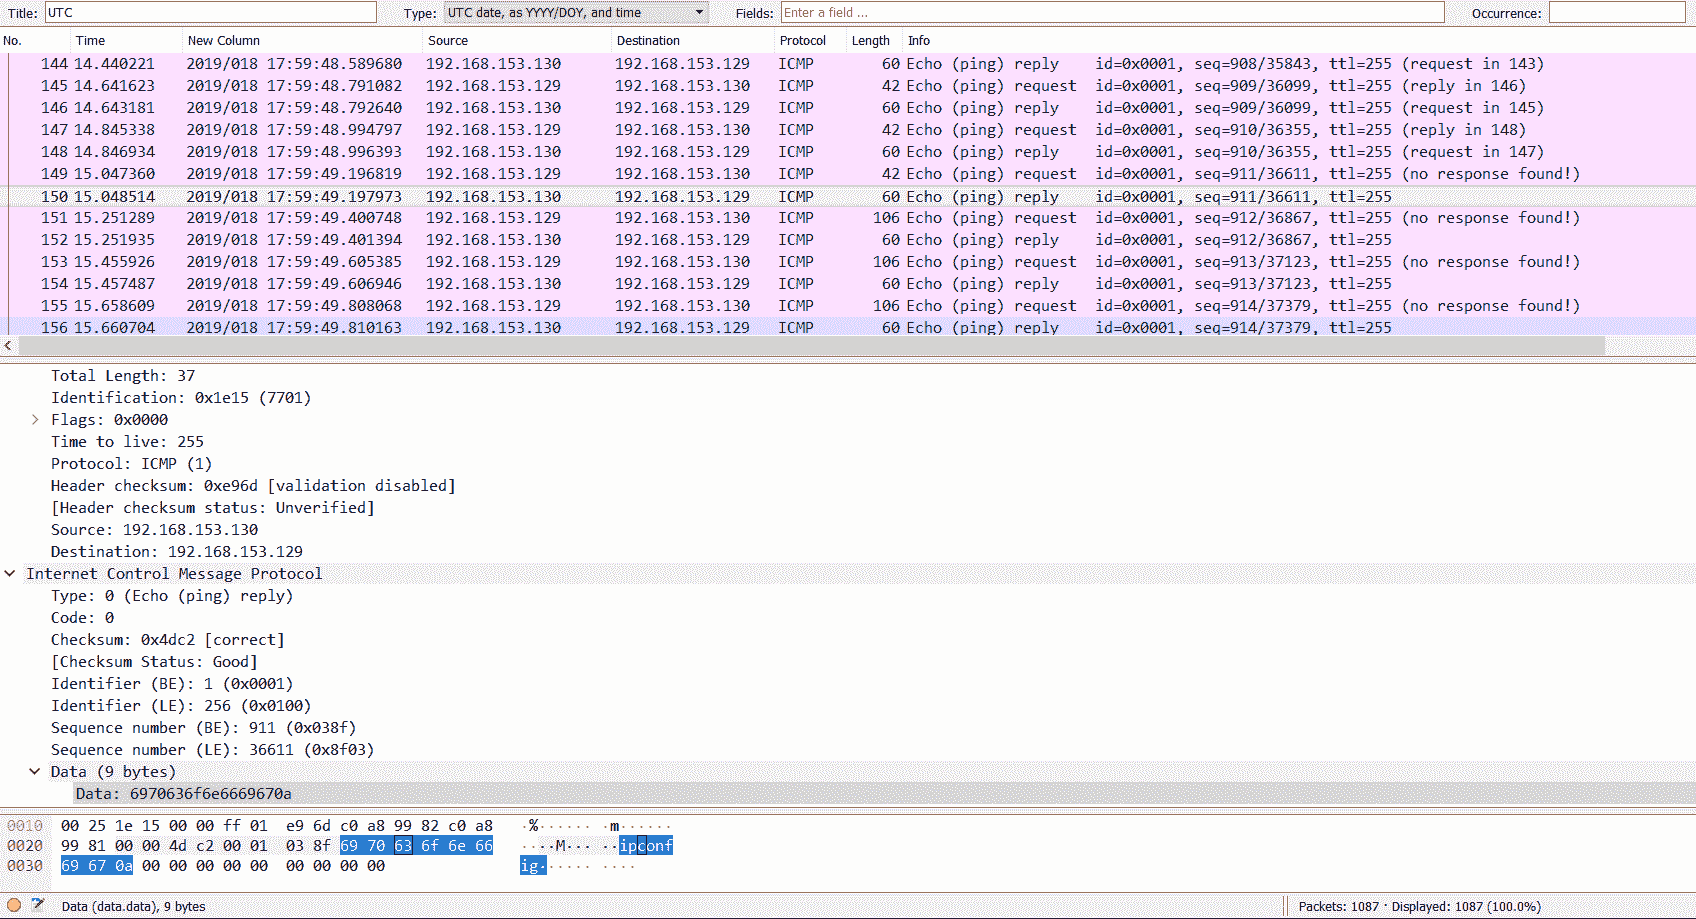 Title: UTC Type: UTC date, as YYYY/DOY, and time Fields: Enter a field ... Occurrence:
No. Time New Column Source Destination Protocol Length Info
144 14.440221 2019/018 17:59:48.589680 192.168.153.130 192.168.153.129 ICMP 60 Echo (ping) reply id=0x0001, seq=908/35843, ttl=255 (request in 143)
145 14.641623 2019/018 17:59:48.791082 192.168.153.129 192.168.153.130 ICMP 42 Echo (ping) request id=0x0001, seq=909/36099, ttl=255 (reply in 146)
146 14.643181 2019/018 17:59:48.792640 192.168.153.130 192.168.153.129 ICMP 60 Echo (ping) reply id=0x0001, seq=909/36099, ttl=255 (request in 145)
147 14.845338 2019/018 17:59:48.994797 192.168.153.129 192.168.153.130 ICMP 42 Echo (ping) request id=0x0001, seq=910/36355, ttl=255 (reply in 148)
148 14.846934 2019/018 17:59:48.996393 192.168.153.130 192.168.153.129 ICMP 60 Echo (ping) reply id=0x0001, seq=910/36355, ttl=255 (request in 147)
149 15.047360 2019/018 17:59:49.196819 192.168.153.129 192.168.153.130 ICMP 42 Echo (ping) request id=0x0001, seq=911/36611, ttl=255 (no response found!)
150 15.048514 2019/018 17:59:49.197973 192.168.153.130 192.168.153.129 ICMP 60 Echo (ping) reply id=0x0001, seq=911/36611, ttl=255
151 15.251289 2019/018 17:59:49.400748 192.168.153.129 192.168.153.130 ICMP 106 Echo (ping) request id=0x0001, seq=912/36867, ttl=255 (no response found!)
152 15.251935 2019/018 17:59:49.401394 192.168.153.130 192.168.153.129 ICMP 60 Echo (ping) reply id=0x0001, seq=912/36867, ttl=255
153 15.455926 2019/018 17:59:49.605385 192.168.153.129 192.168.153.130 ICMP 106 Echo (ping) request id=0x0001, seq=913/37123, ttl=255 (no response found!)
154 15.457487 2019/018 17:59:49.606946 192.168.153.130 192.168.153.129 ICMP 60 Echo (ping) reply id=0x0001, seq=913/37123, ttl=255
155 15.658609 2019/018 17:59:49.808068 192.168.153.129 192.168.153.130 ICMP 106 Echo (ping) request id=0x0001, seq=914/37379, ttl=255 (no response found!)
156 15.660704 2019/018 17:59:49.810163 192.168.153.130 192.168.153.129 ICMP 60 Echo (ping) reply id=0x0001, seq=914/37379, ttl=255
Total Length: 37
Identification: 0x1e15 (7701)
Flags: 0x0000
Time to live: 255
Protocol: ICMP (1)
Header checksum: 0xe96d [validation disabled]
[Header checksum status: Unverified]
Source: 192.168.153.130
Destination: 192.168.153.129
Internet Control Message Protocol
Type: 0 (Echo (ping) reply)
Code: 0
Checksum: 0x4dc2 [correct]
[Checksum Status: Good]
Identifier (BE): 1 (0x0001)
Identifier (LE): 256 (0x0100)
Sequence number (BE): 911 (0x038f)
Sequence number (LE): 36611 (0x8f03)
Data (9 bytes)
Data: 6970636f6e6669670a
0010 00 25 1e 15 00 00 ff 01 e9 6d c0 a8 99 82 c0 a8 ·%······ ·m······
0020 99 81 00 00 4d c2 00 01 03 8f 69 70 63 6f 6e 66 ····M··· ··ipconf
0030 69 67 0a 00 00 00 00 00 00 00 00 00 ig······ ····
Data (data.data), 9 bytes Packets: 1087 · Displayed: 1087 (100.0%)